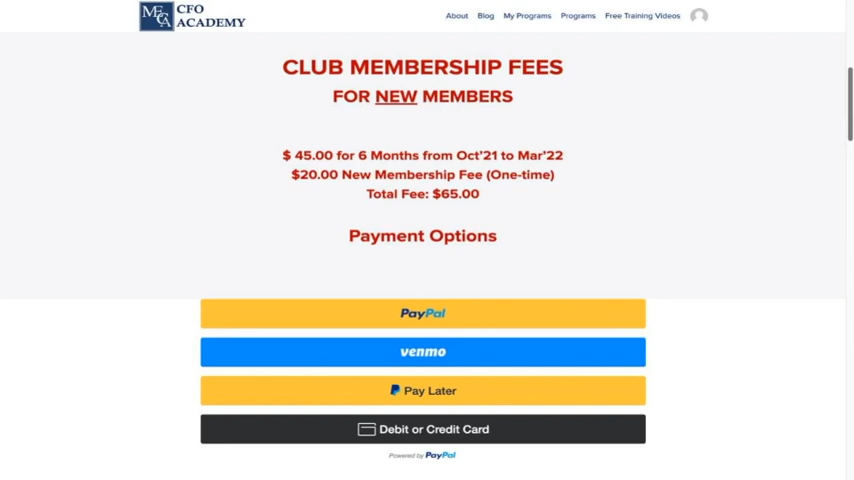 MECA
CFO
ACADEMY
About Blog My Programs Programs Free Training Videos
CLUB MEMBERSHIP FEES
FOR NEW MEMBERS
$ 45.00 for 6 Months from Oct'21 to Mar'22
$20.00 New Membership Fee (One-time)
Total Fee: $65.00
Payment Options
PayPal
venmo
Pay Later
Debit or Credit Card
Powered by PayPal